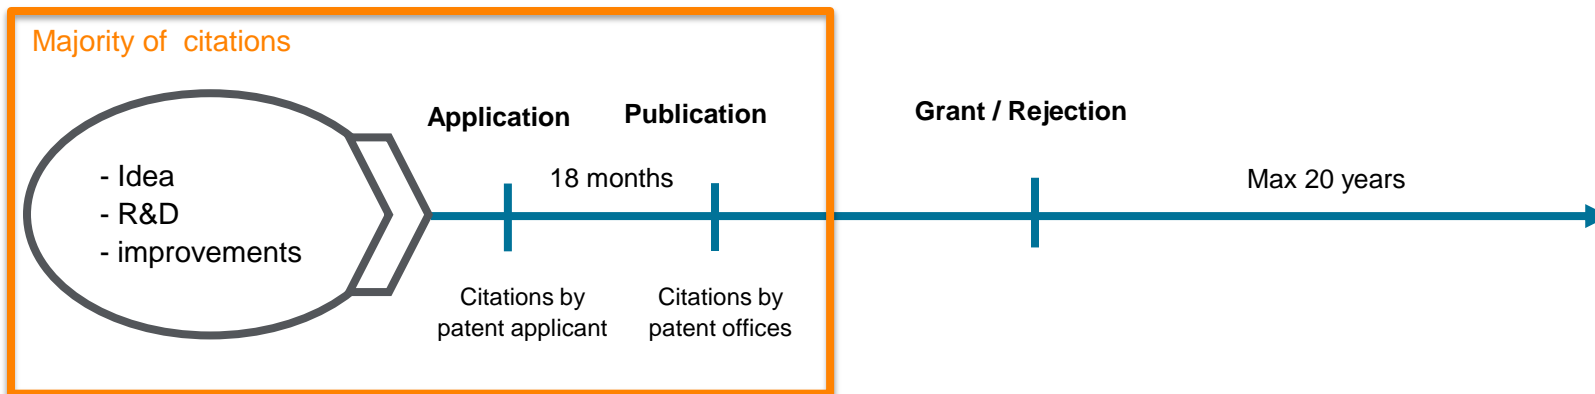 Majority of  citations
- Idea
- R&D
- improvements
Application
Publication
18 months
Citations by
patent applicant
Citations by
patent offices
Grant / Rejection
Max 20 years